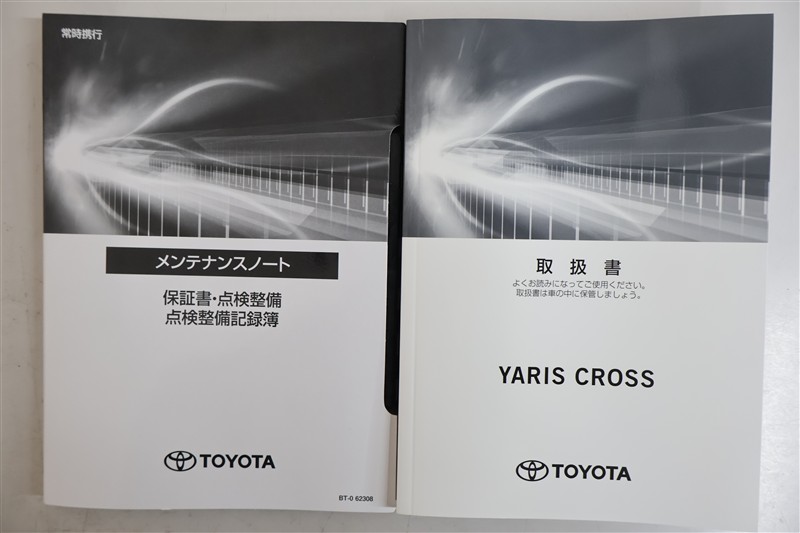 常時携行
メンテナンスノート
保証書・点検整備
点検整備記録簿
TOYOTA
BT-0 62308
取扱書
よくお読みになってご使用ください。
取扱書は車の中に保管しましょう。
YARIS CROSS
TOYOTA